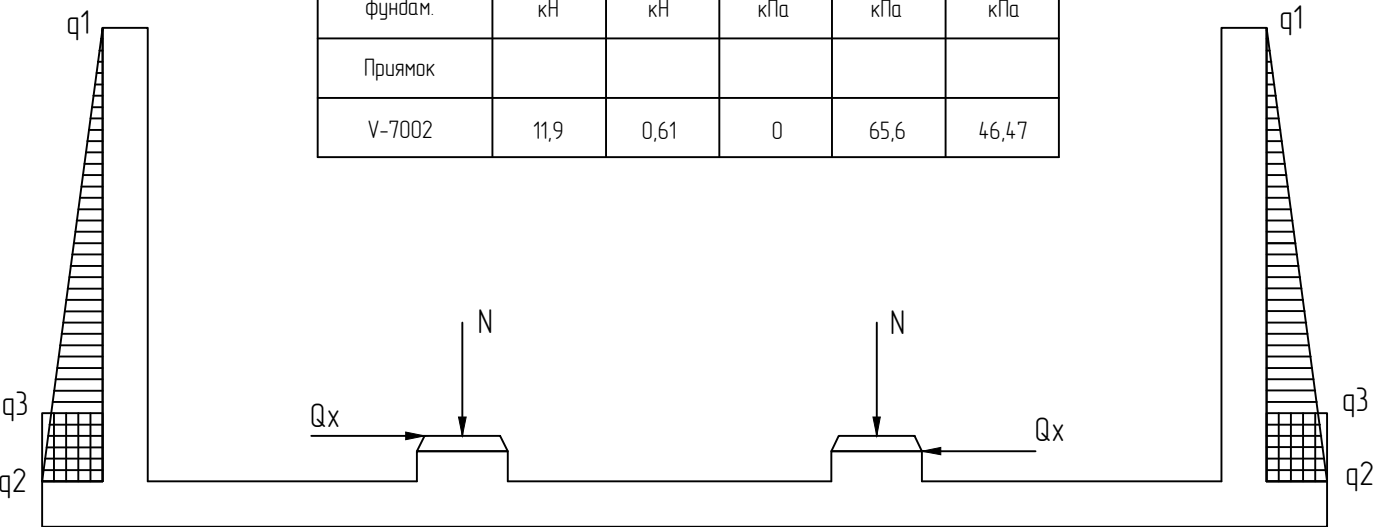 q1
q1
фундам. кН кН кПа кПа кПа
Приямок
V-7002 11,9 0,61 0 65,6 46,47
N
N
q3
q3
Qx
Qx
q2
q2